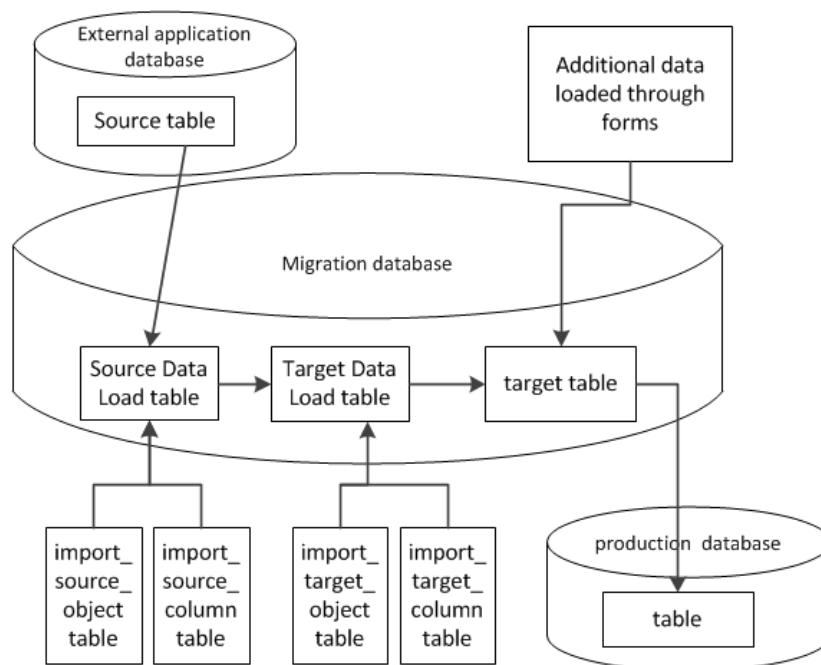 External application
database
Source table
Additional data
loaded through
forms
Migration database
Source Data
Load table
Target Data
Load table
target table
import_
source_
object
table
import_
source_
column
table
import_
target_
object
table
import_
target_
column
table
production database
table